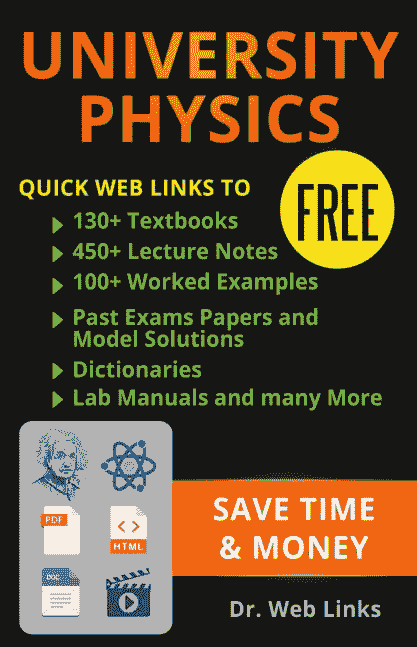 UNIVERSITY
PHYSICS
QUICK WEB LINKS TO
FREE
130+ Textbooks
450+ Lecture Notes
100+ Worked Examples
Past Exams Papers and
Model Solutions
Dictionaries
Lab Manuals and many More
PDF
HTML
DOC
SAVE TIME
& MONEY
Dr. Web Links